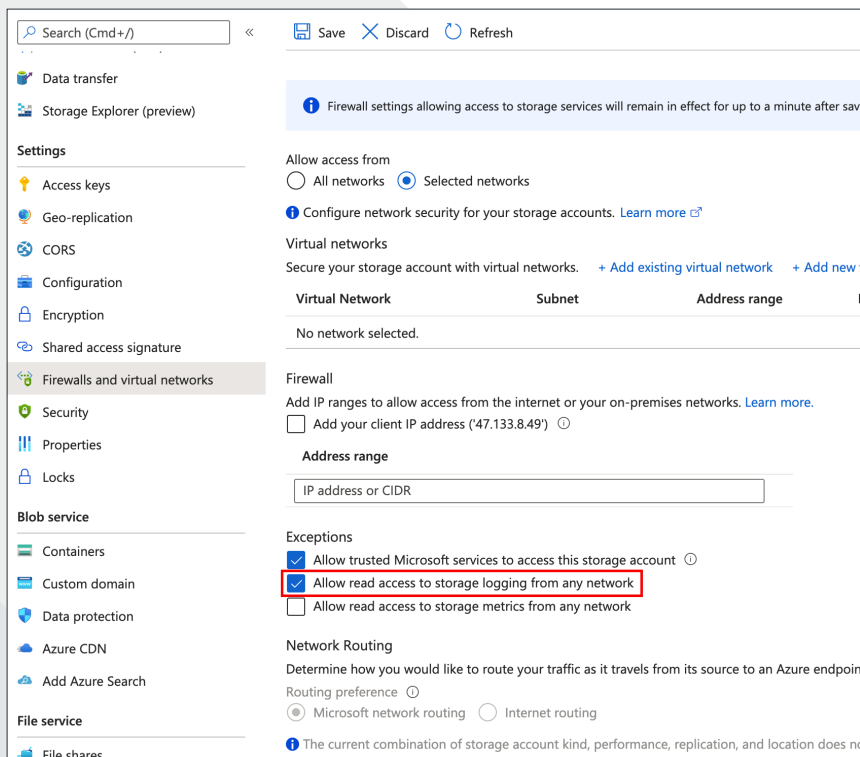 Search (Cmd+/)
«
Data transfer
Storage Explorer (preview)
Settings
Access keys
Geo-replication
CORS
Configuration
Encryption
Shared access signature
Firewalls and virtual networks
Security
Properties
Locks
Blob service
Containers
Custom domain
Data protection
Azure CDN
Add Azure Search
File service
File shares
Save Discard Refresh
Firewall settings allowing access to storage services will remain in effect for up to a minute after sav
Allow access from
All networks Selected networks
Configure network security for your storage accounts. Learn more
Virtual networks
Secure your storage account with virtual networks. + Add existing virtual network + Add new
Virtual Network Subnet Address range
No network selected.
Firewall
Add IP ranges to allow access from the internet or your on-premises networks. Learn more.
Add your client IP address ('47.133.8.49')
Address range
IP address or CIDR
Exceptions
Allow trusted Microsoft services to access this storage account
Allow read access to storage logging from any network
Allow read access to storage metrics from any network
Network Routing
Determine how you would like to route your traffic as it travels from its source to an Azure endpoin
Routing preference
Microsoft network routing Internet routing
The current combination of storage account kind, performance, replication, and location does no